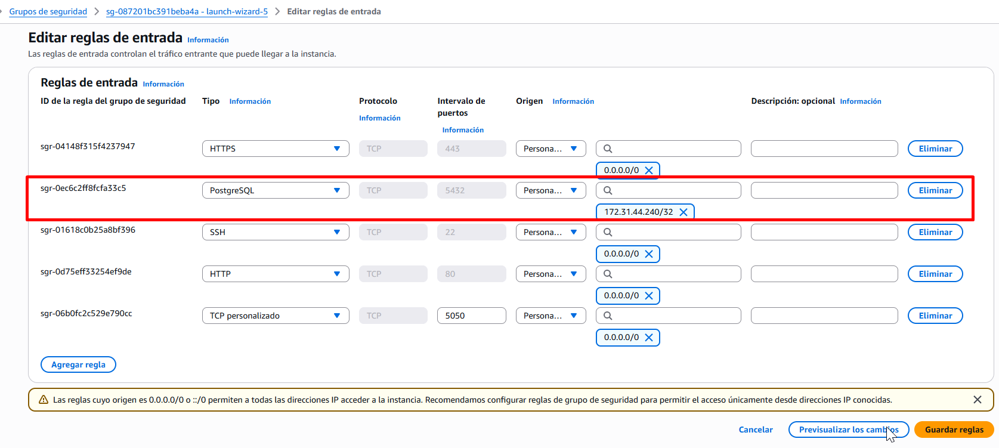 Grupos de seguridad > sg-087201bc391beba4a - launch-wizard-5 > Editar reglas de entrada
Editar reglas de entrada Información
Las reglas de entrada controlan el tráfico entrante que puede llegar a la instancia.
Reglas de entrada Información
ID de la regla del grupo de seguridad Tipo Información Protocolo Información Intervalo de puertos Información Origen Información Descripción: opcional Información
sgr-04148f315f4237947 HTTPS TCP 443 Persona... Eliminar
0.0.0.0/0
sgr-0ec6c2ff8fcfa33c5 PostgreSQL TCP 5432 Persona... Eliminar
172.31.44.240/32
sgr-01618c0b25a8bf396 SSH TCP 22 Persona... Eliminar
0.0.0.0/0
sgr-0d75eff33254ef9de HTTP TCP 80 Persona... Eliminar
0.0.0.0/0
sgr-06b0fc2c529e790cc TCP personalizado TCP 5050 Persona... Eliminar
0.0.0.0/0
Agregar regla
Las reglas cuyo origen es 0.0.0.0/0 o ::/0 permiten a todas las direcciones IP acceder a la instancia. Recomendamos configurar reglas de grupo de seguridad para permitir el acceso únicamente desde direcciones IP conocidas.
Cancelar Previsualizar los cambios Guardar reglas